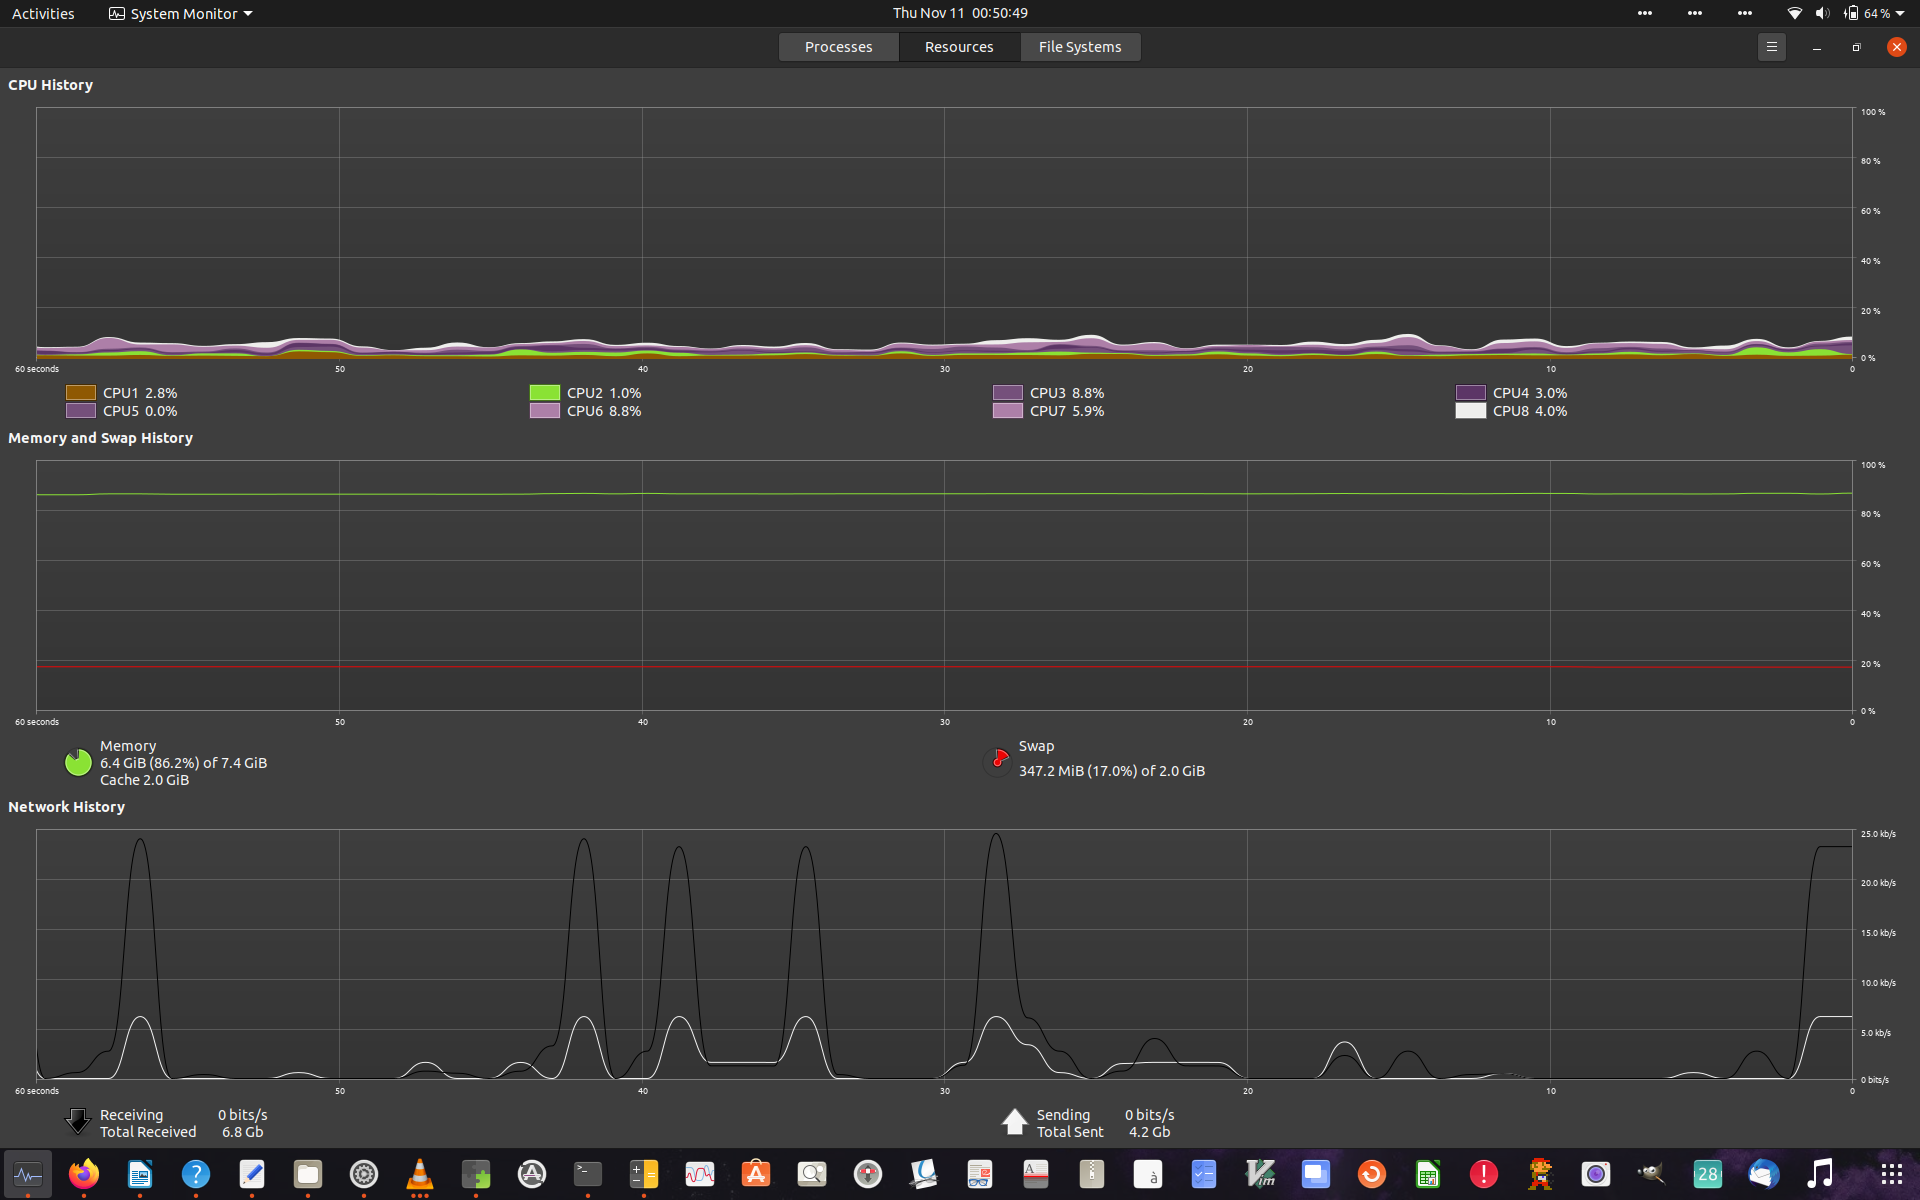 Activities System Monitor Thu Nov 11 00:50:49 64 %
Processes Resources File Systems
CPU History
100 %
80 %
60 %
40 %
20 %
0 %
60 seconds 50 40 30 20 10 0
CPU1 2.8% CPU2 1.0% CPU3 8.8% CPU4 3.0%
CPU5 0.0% CPU6 8.8% CPU7 5.9% CPU8 4.0%
Memory and Swap History
100 %
80 %
60 %
40 %
20 %
0 %
60 seconds 50 40 30 20 10 0
Memory Swap
6.4 GiB (86.2%) of 7.4 GiB 347.2 MiB (17.0%) of 2.0 GiB
Cache 2.0 GiB
Network History
25.0 kb/s
20.0 kb/s
15.0 kb/s
10.0 kb/s
5.0 kb/s
0 bits/s
60 seconds 50 40 30 20 10 0
Receiving 0 bits/s Sending 0 bits/s
Total Received 6.8 Gb Total Sent 4.2 Gb
? >_ A à Vim ! 28